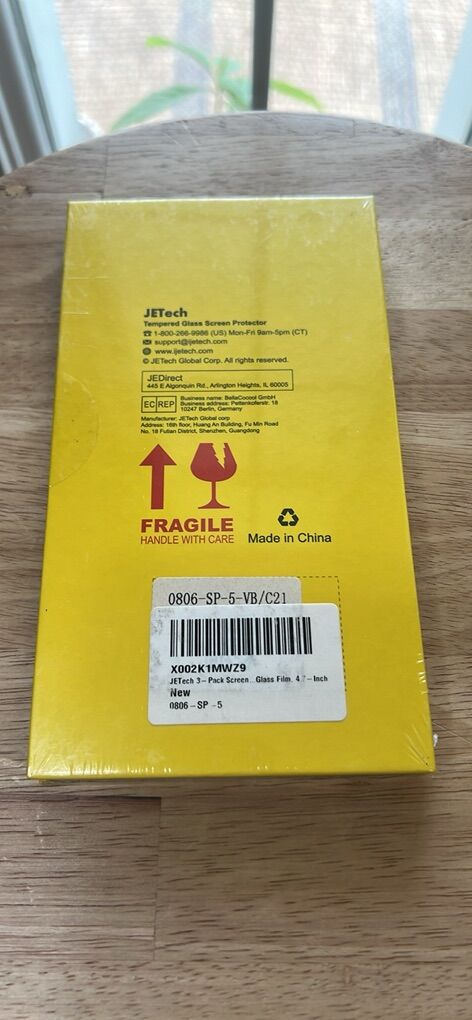 JETech
Tempered Glass Screen Protector
1-800-266-9986 (US) Mon-Fri 9am-5pm (CT)
support@ijetech.com
www.ijetech.com
© JETech Global Corp. All rights reserved.
JEDirect
445 E Algonquin Rd., Arlington Heights, IL 60005
EC REP
Business name: BellaCocool GmbH
Business address: Pettenkoferstr. 18
10247 Berlin, Germany
Manufacturer: JETech Global corp
Address: 16th floor, Huang An Building, Fu Min Road
No. 18 Futian District, Shenzhen, Guangdong
FRAGILE
HANDLE WITH CARE
Made in China
0806-SP-5-VB/C21
X002K1MWZ9
JETech 3-Pack Screen...Glass Film, 4.7-Inch
New
0806-SP-5